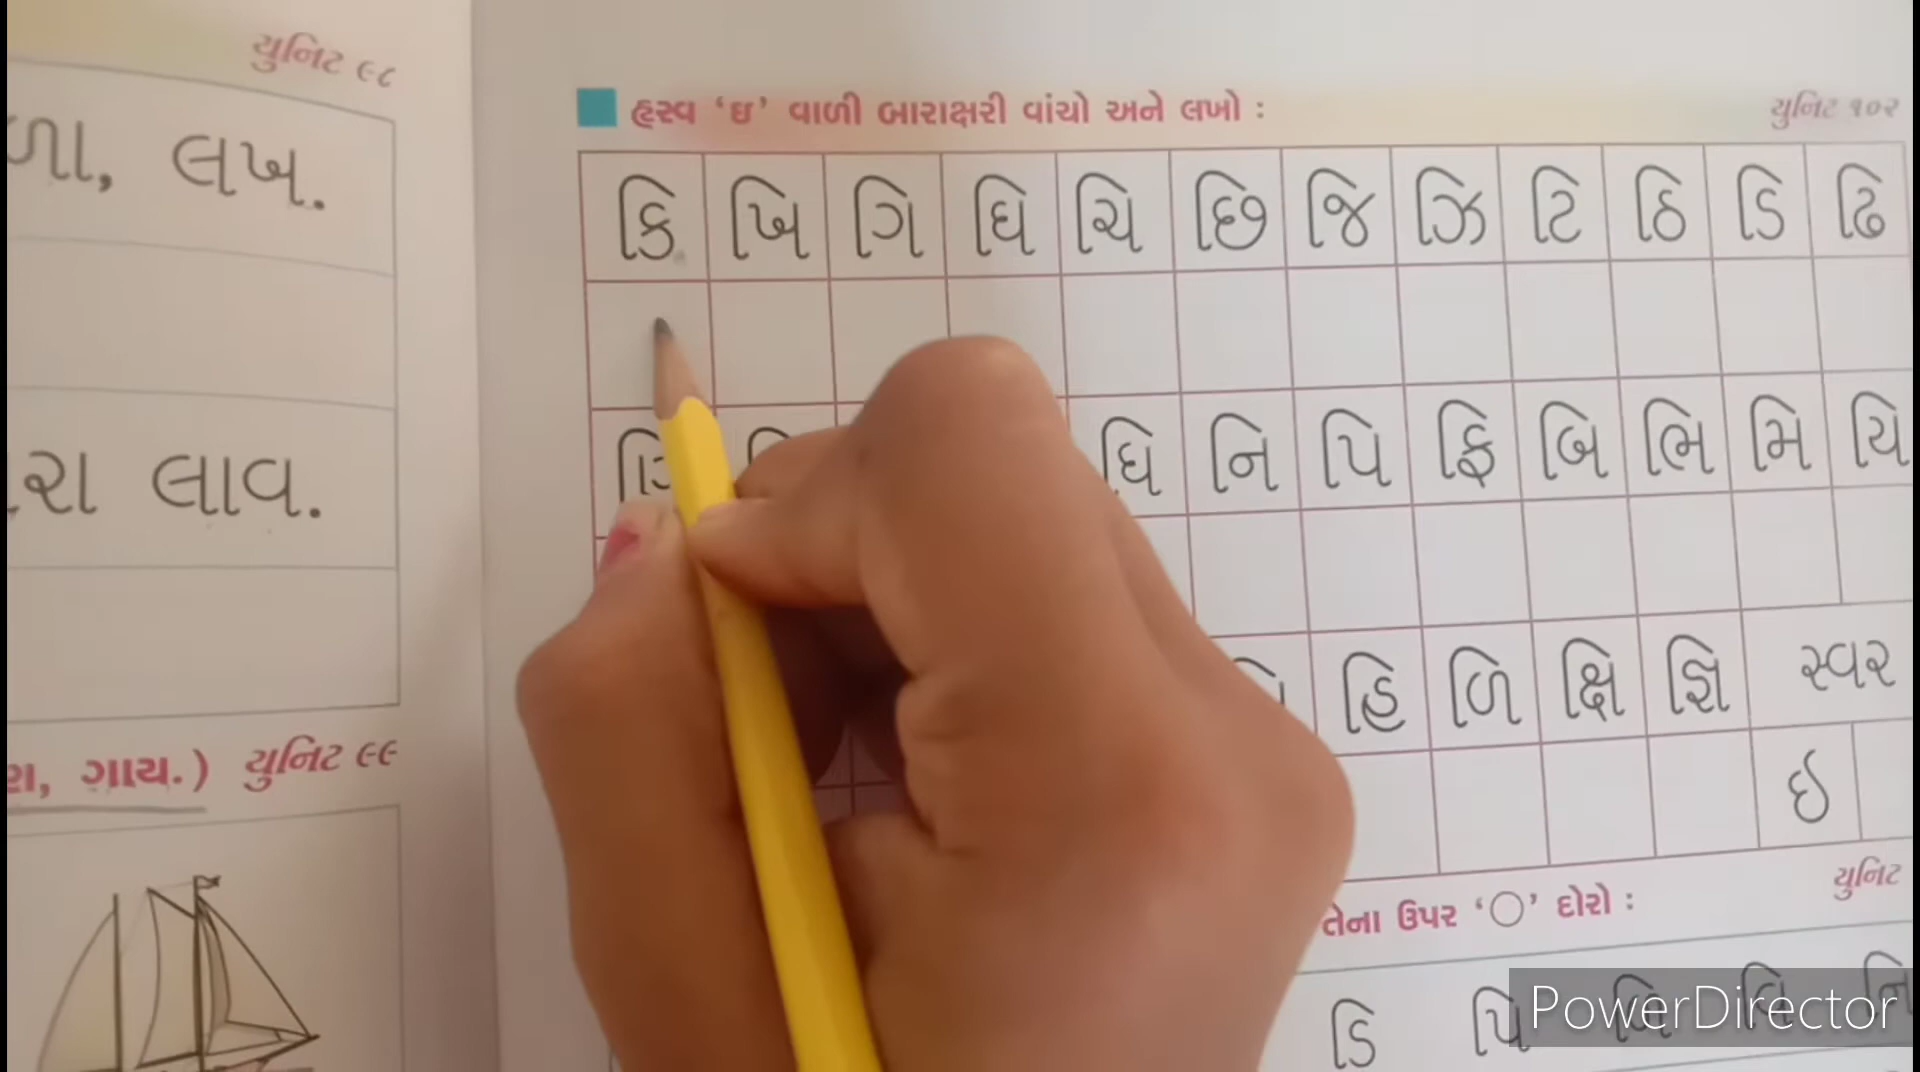 યુનિટ ૯૮
લખ.
લાવ.
ગાય.) યુનિટ ૯૯
હ્રસ્વ ‘ઇ’ વાળી બારાક્ષરી વાંચો અને લખો : યુનિટ ૧૦૨
કિ ખિ ગિ ઘિ ચિ છિ જિ ઝિ ટિ ઠિ ડિ ઢિ
ધિ નિ પિ ફિ બિ ભિ મિ યિ
હિ ળિ ક્ષિ જ્ઞિ સ્વર
ઇ
યુનિટ
તેના ઉપર ‘○’ દોરો :
ડિ પિ નિ
PowerDirector